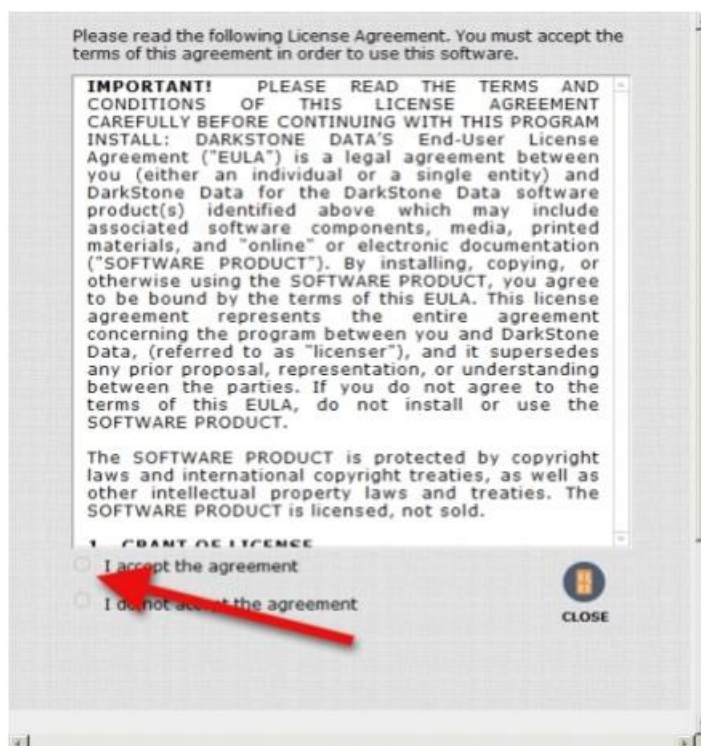 Please read the following License Agreement. You must accept the
terms of this agreement in order to use this software.
IMPORTANT! PLEASE READ THE TERMS AND
CONDITIONS OF THIS LICENSE AGREEMENT
CAREFULLY BEFORE CONTINUING WITH THIS PROGRAM
INSTALL: DARKSTONE DATA'S End-User License
Agreement ("EULA") is a legal agreement between
you (either an individual or a single entity) and
DarkStone Data for the DarkStone Data software
product(s) identified above which may include
associated software components, media, printed
materials, and "online" or electronic documentation
("SOFTWARE PRODUCT"). By installing, copying, or
otherwise using the SOFTWARE PRODUCT, you agree
to be bound by the terms of this EULA. This license
agreement represents the entire agreement
concerning the program between you and DarkStone
Data, (referred to as "licenser"), and it supersedes
any prior proposal, representation, or understanding
between the parties. If you do not agree to the
terms of this EULA, do not install or use the
SOFTWARE PRODUCT.
The SOFTWARE PRODUCT is protected by copyright
laws and international copyright treaties, as well as
other intellectual property laws and treaties. The
SOFTWARE PRODUCT is licensed, not sold.
1. GRANT OF LICENSE
I accept the agreement
I do not accept the agreement
CLOSE